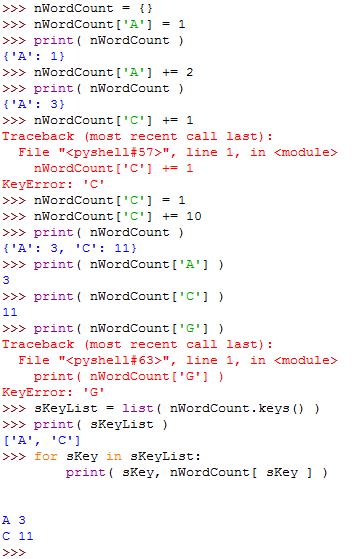 >>> nWordCount = {}
>>> nWordCount['A'] = 1
>>> print( nWordCount )
{'A': 1}
>>> nWordCount['A'] += 2
>>> print( nWordCount )
{'A': 3}
>>> nWordCount['C'] += 1
Traceback (most recent call last):
  File "<pyshell#57>", line 1, in <module>
    nWordCount['C'] += 1
KeyError: 'C'
>>> nWordCount['C'] = 1
>>> nWordCount['C'] += 10
>>> print( nWordCount )
{'A': 3, 'C': 11}
>>> print( nWordCount['A'] )
3
>>> print( nWordCount['C'] )
11
>>> print( nWordCount['G'] )
Traceback (most recent call last):
  File "<pyshell#63>", line 1, in <module>
    print( nWordCount['G'] )
KeyError: 'G'
>>> sKeyList = list( nWordCount.keys() )
>>> print( sKeyList )
['A', 'C']
>>> for sKey in sKeyList:
        print( sKey, nWordCount[ sKey ] )
A 3
C 11
>>>